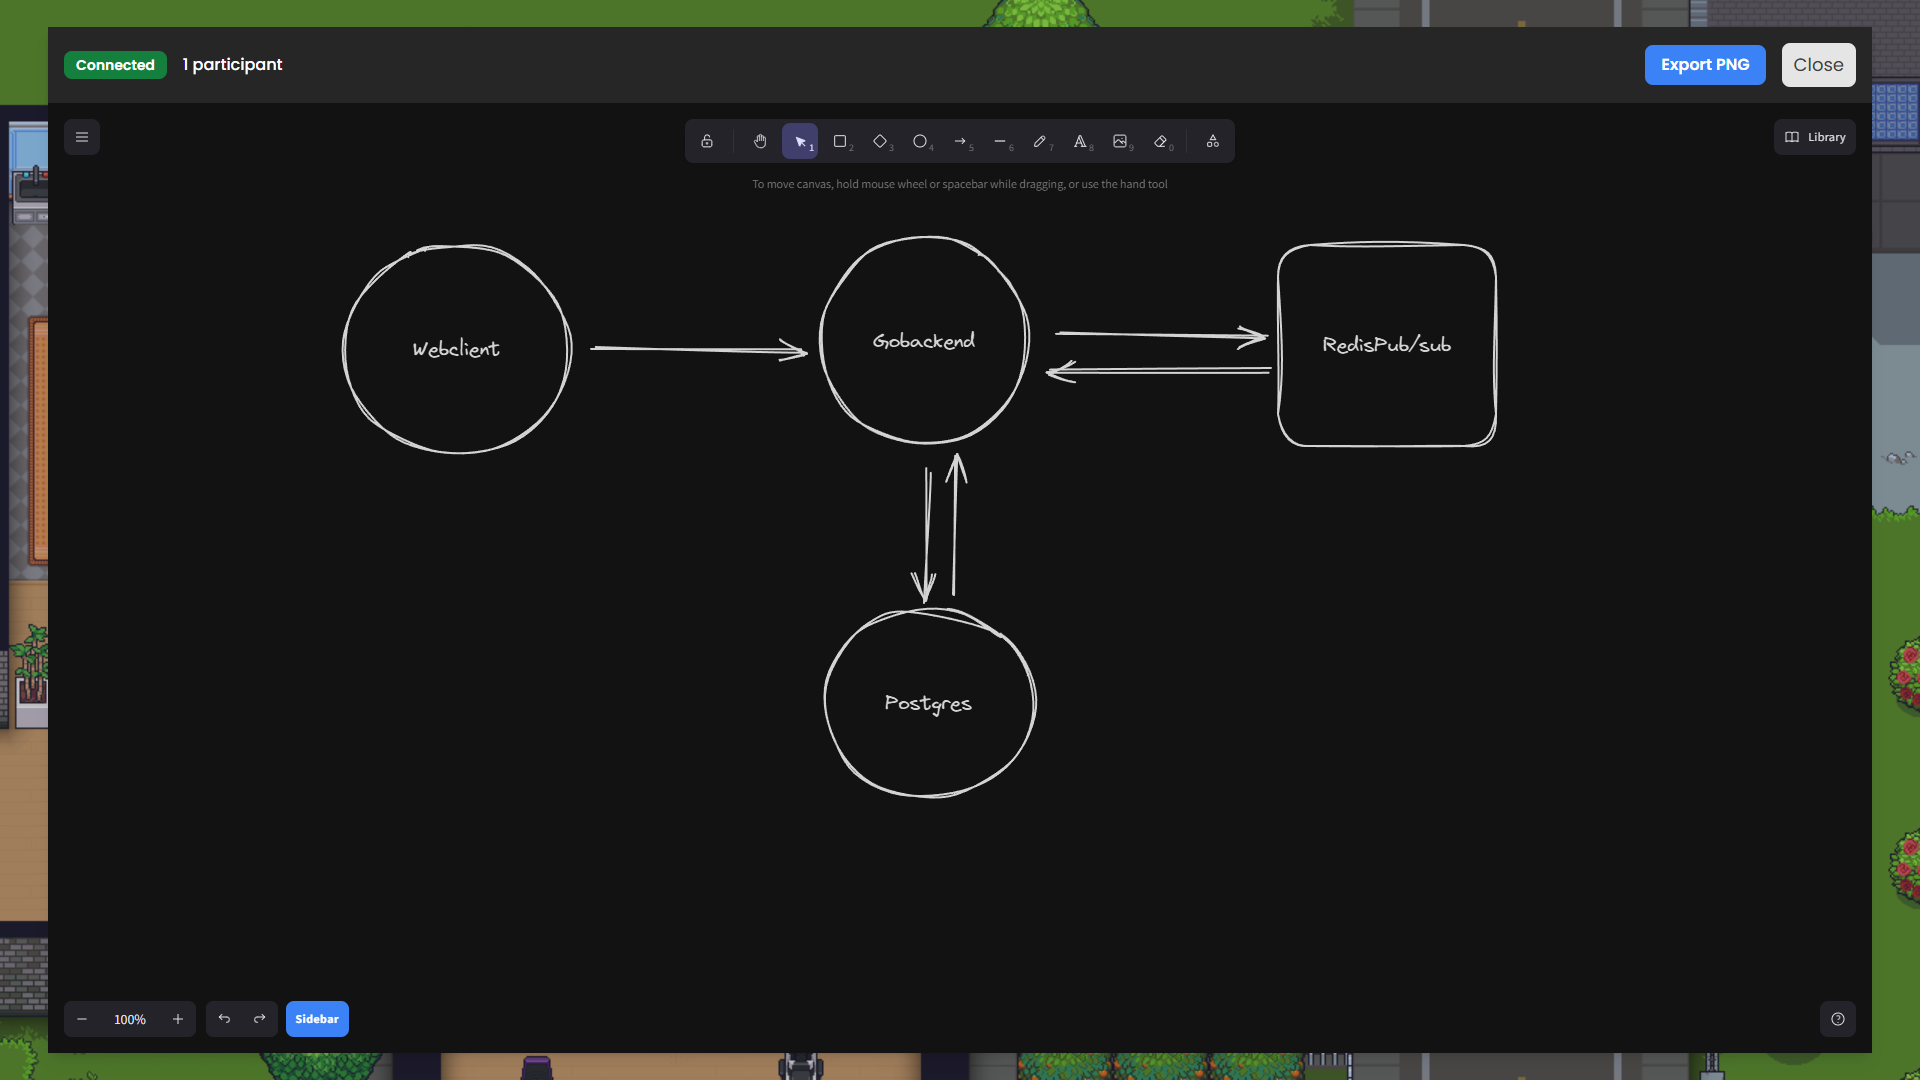 Connected
1 participant
Export PNG
Close
1
2
3
4
5
6
7
8
9
0
Library
To move canvas, hold mouse wheel or spacebar while dragging, or use the hand tool
Webclient
Gobackend
RedisPub/sub
Postgres
100%
Sidebar